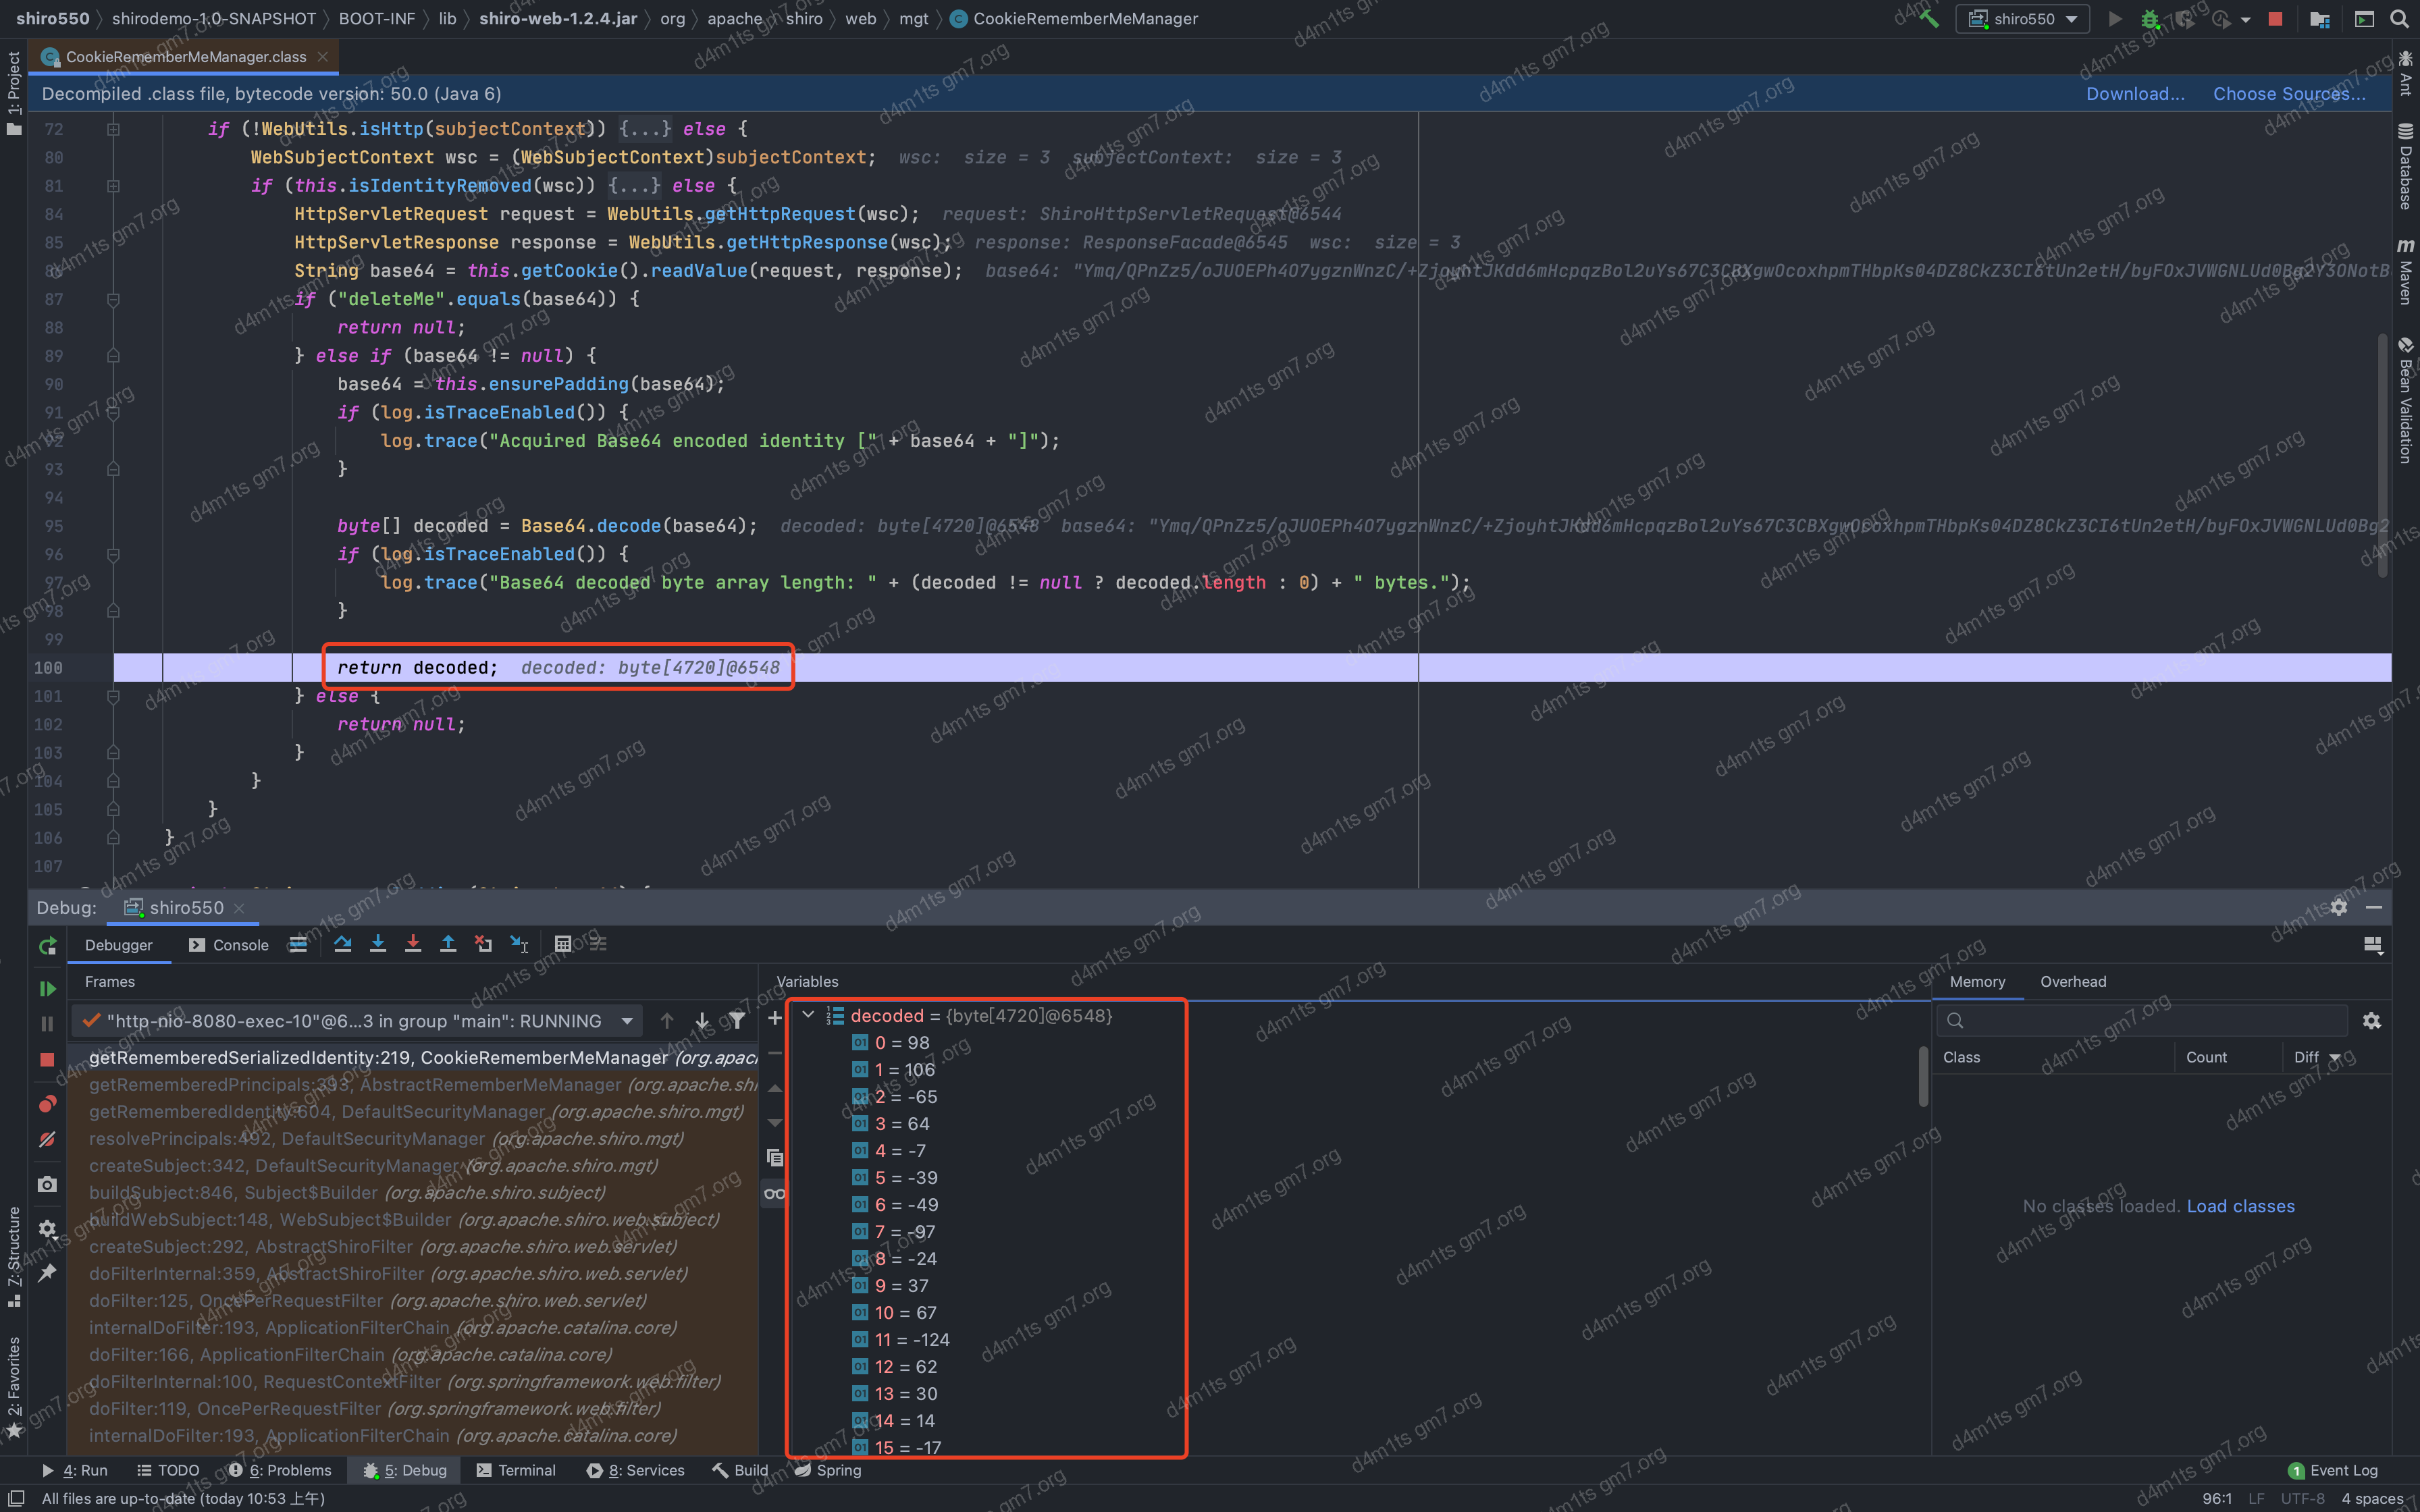 shiro550 shirodemo-1.0-SNAPSHOT BOOT-INF lib shiro-web-1.2.4.jar org apache shiro web mgt CookieRememberMeManager shiro550
CookieRememberMeManager.class
Decompiled .class file, bytecode version: 50.0 (Java 6) Download... Choose Sources...
72 if (!WebUtils.isHttp(subjectContext)) {...} else {
80 WebSubjectContext wsc = (WebSubjectContext)subjectContext; wsc: size = 3 subjectContext: size = 3
81 if (this.isIdentityRemoved(wsc)) {...} else {
84 HttpServletRequest request = WebUtils.getHttpRequest(wsc); request: ShiroHttpServletRequest@6544
85 HttpServletResponse response = WebUtils.getHttpResponse(wsc); response: ResponseFacade@6545 wsc: size = 3
86 String base64 = this.getCookie().readValue(request, response);
87 if ("deleteMe".equals(base64)) {
88 return null;
89 } else if (base64 != null) {
90 base64 = this.ensurePadding(base64);
91 if (log.isTraceEnabled()) {
92 log.trace("Acquired Base64 encoded identity [" + base64 + "]");
93 }
94
95 byte[] decoded = Base64.decode(base64); decoded: byte[4720]@6548
96 if (log.isTraceEnabled()) {
97 log.trace("Base64 decoded byte array length: " + (decoded != null ? decoded.length : 0) + " bytes.");
98 }
99
100 return decoded; decoded: byte[4720]@6548
101 } else {
102 return null;
103 }
104 }
105 }
106 }
107
Debug: shiro550
Debugger Console
Frames Variables Memory Overhead
"http-nio-8080-exec-10"@6...3 in group "main": RUNNING
Class Count Diff
No classes loaded. Load classes
getRememberedSerializedIdentity:219, CookieRememberMeManager (org.apac
getRememberedPrincipals:393, AbstractRememberMeManager (org.apache.shi
getRememberedIdentity:604, DefaultSecurityManager (org.apache.shiro.mgt)
resolvePrincipals:492, DefaultSecurityManager (org.apache.shiro.mgt)
createSubject:342, DefaultSecurityManager (org.apache.shiro.mgt)
buildSubject:846, Subject$Builder (org.apache.shiro.subject)
buildWebSubject:148, WebSubject$Builder (org.apache.shiro.web.subject)
createSubject:292, AbstractShiroFilter (org.apache.shiro.web.servlet)
doFilterInternal:359, AbstractShiroFilter (org.apache.shiro.web.servlet)
doFilter:125, OncePerRequestFilter (org.apache.shiro.web.servlet)
internalDoFilter:193, ApplicationFilterChain (org.apache.catalina.core)
doFilter:166, ApplicationFilterChain (org.apache.catalina.core)
doFilterInternal:100, RequestContextFilter (org.springframework.web.filter)
doFilter:119, OncePerRequestFilter (org.springframework.web.filter)
internalDoFilter:193, ApplicationFilterChain (org.apache.catalina.core)
decoded = {byte[4720]@6548}
0 = 98
1 = 106
2 = -65
3 = 64
4 = -7
5 = -39
6 = -49
7 = -97
8 = -24
9 = 37
10 = 67
11 = -124
12 = 62
13 = 30
14 = 14
15 = -17
1: Project
7: Structure
2: Favorites
Ant
Database
Maven
Bean Validation
4: Run TODO 6: Problems 5: Debug Terminal 8: Services Build Spring 1 Event Log
All files are up-to-date (today 10:53 上午) 96:1 LF UTF-8 4 spaces
d4m1ts gm7.org